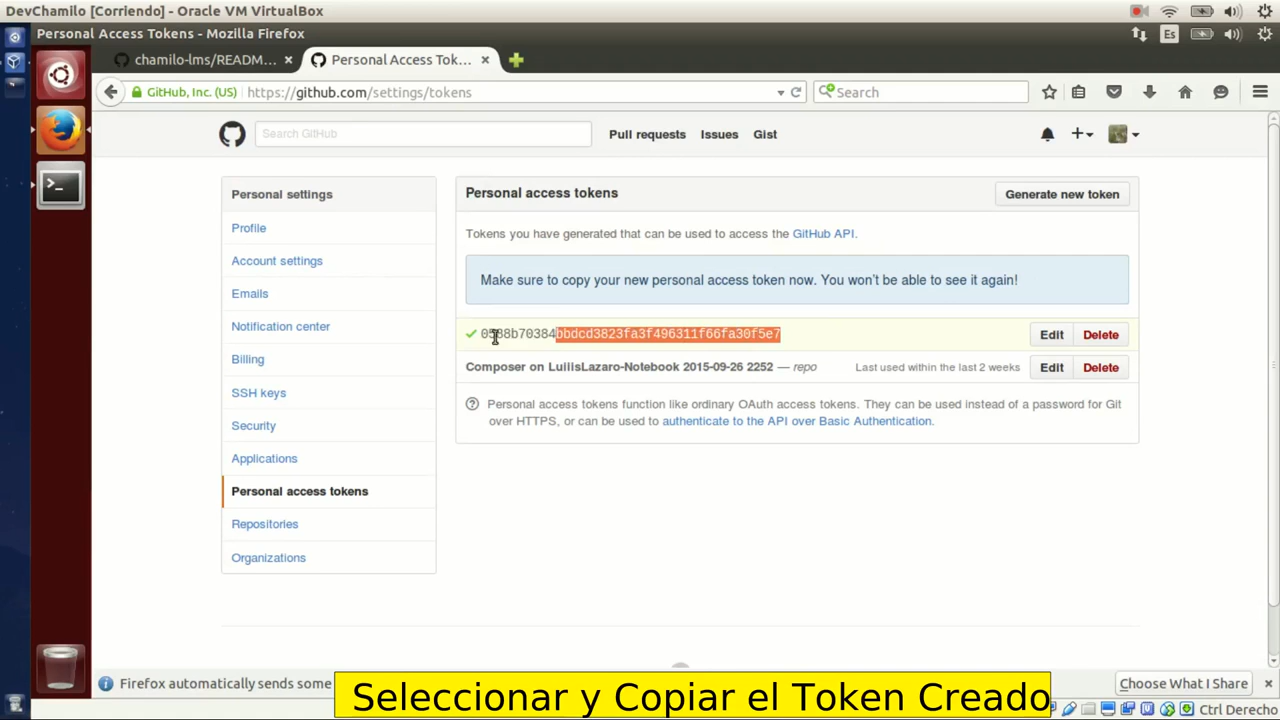 DevChamilo [Corriendo] - Oracle VM VirtualBox
Personal Access Tokens - Mozilla Firefox
Es
chamilo-lms/READM...
Personal Access Tok...
GitHub, Inc. (US)
https://github.com/settings/tokens
Search
Search GitHub
Pull requests
Issues
Gist
Personal settings
Profile
Account settings
Emails
Notification center
Billing
SSH keys
Security
Applications
Personal access tokens
Repositories
Organizations
Personal access tokens
Generate new token
Tokens you have generated that can be used to access the GitHub API.
Make sure to copy your new personal access token now. You won't be able to see it again!
Edit
Delete
Composer on LuiiisLazaro-Notebook 2015-09-26 2252 — repo
Last used within the last 2 weeks
Edit
Delete
Personal access tokens function like ordinary OAuth access tokens. They can be used instead of a password for Git
over HTTPS, or can be used to authenticate to the API over Basic Authentication.
Firefox automatically sends some
Choose What I Share
Seleccionar y Copiar el Token Creado
Ctrl Derecho